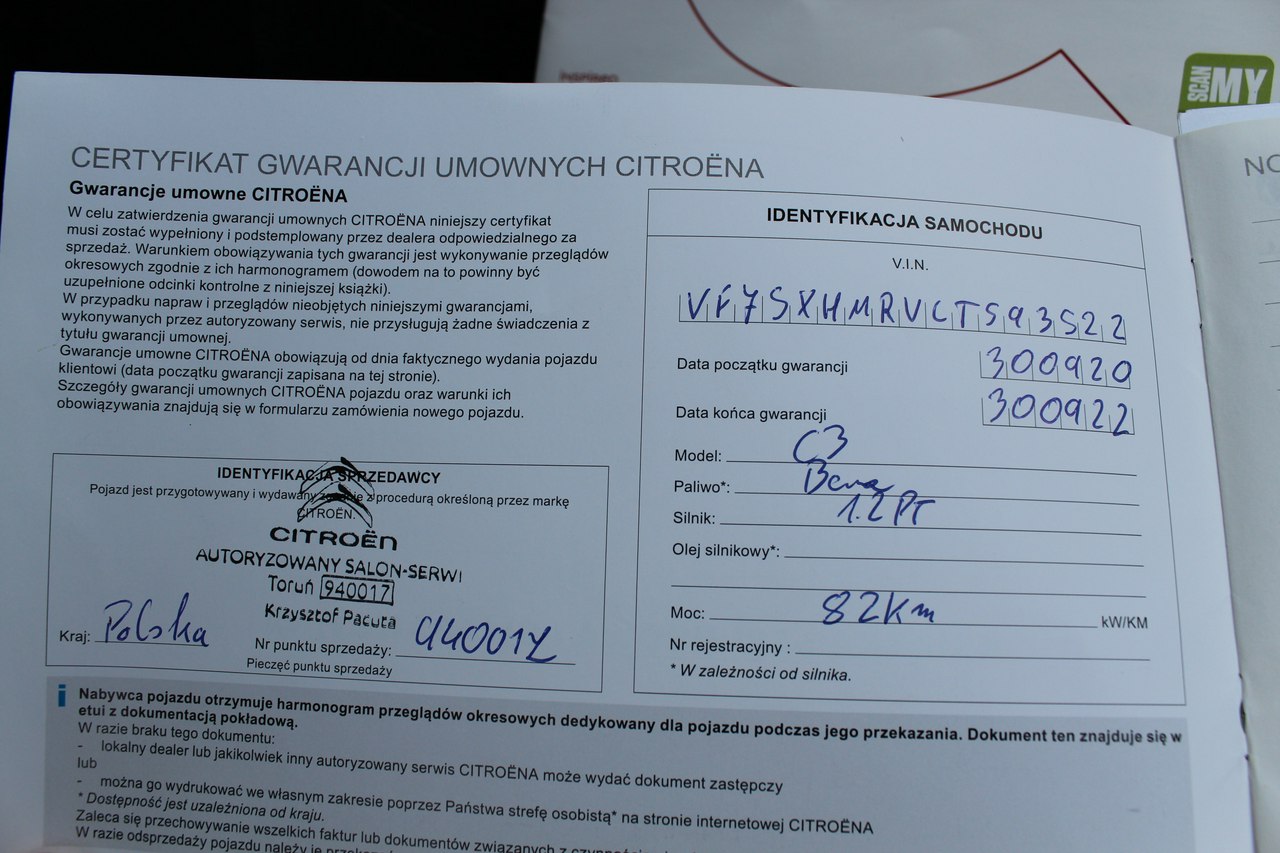 SCAN
MY
CERTYFIKAT GWARANCJI UMOWNYCH CITROËNA
Gwarancje umowne CITROËNA
W celu zatwierdzenia gwarancji umownych CITROËNA niniejszy certyfikat
musi zostać wypełniony i podstemplowany przez dealera odpowiedzialnego za
sprzedaż. Warunkiem obowiązywania tych gwarancji jest wykonywanie przeglądów
okresowych zgodnie z ich harmonogramem (dowodem na to powinny być
uzupełnione odcinki kontrolne z niniejszej książki).
W przypadku napraw i przeglądów nieobjętych niniejszymi gwarancjami,
wykonywanych przez autoryzowany serwis, nie przysługują żadne świadczenia z
tytułu gwarancji umownej.
Gwarancje umowne CITROËNA obowiązują od dnia faktycznego wydania pojazdu
klientowi (data początku gwarancji zapisana na tej stronie).
Szczegóły gwarancji umownych CITROËNA pojazdu oraz warunki ich
obowiązywania znajdują się w formularzu zamówienia nowego pojazdu.
IDENTYFIKACJA SPRZEDAWCY
Pojazd jest przygotowywany i wydawany zgodnie z procedurą określoną przez markę
CITROËN.
CITROËN
AUTORYZOWANY SALON-SERWI
Toruń 940017
Krzysztof Pacuta
Kraj: Polska
Nr punktu sprzedaży: 940017
Pieczęć punktu sprzedaży
IDENTYFIKACJA SAMOCHODU
V.I.N.
VF7SXHMRVCT593522
Data początku gwarancji 300920
Data końca gwarancji 300922
Model: C3
Paliwo*:
Silnik: 1.2 PT
Olej silnikowy*:
Moc: 82KM kW/KM
Nr rejestracyjny :
* W zależności od silnika.
i
Nabywca pojazdu otrzymuje harmonogram przeglądów okresowych dedykowany dla pojazdu podczas jego przekazania. Dokument ten znajduje się w
etui z dokumentacją pokładową.
W razie braku tego dokumentu:
- lokalny dealer lub jakikolwiek inny autoryzowany serwis CITROËNA może wydać dokument zastępczy
lub
- można go wydrukować we własnym zakresie poprzez Państwa strefę osobistą* na stronie internetowej CITROËNA
* Dostępność jest uzależniona od kraju.
Zaleca się przechowywanie wszelkich faktur lub dokumentów związanych z
W razie odsprzedaży pojazdu należy je